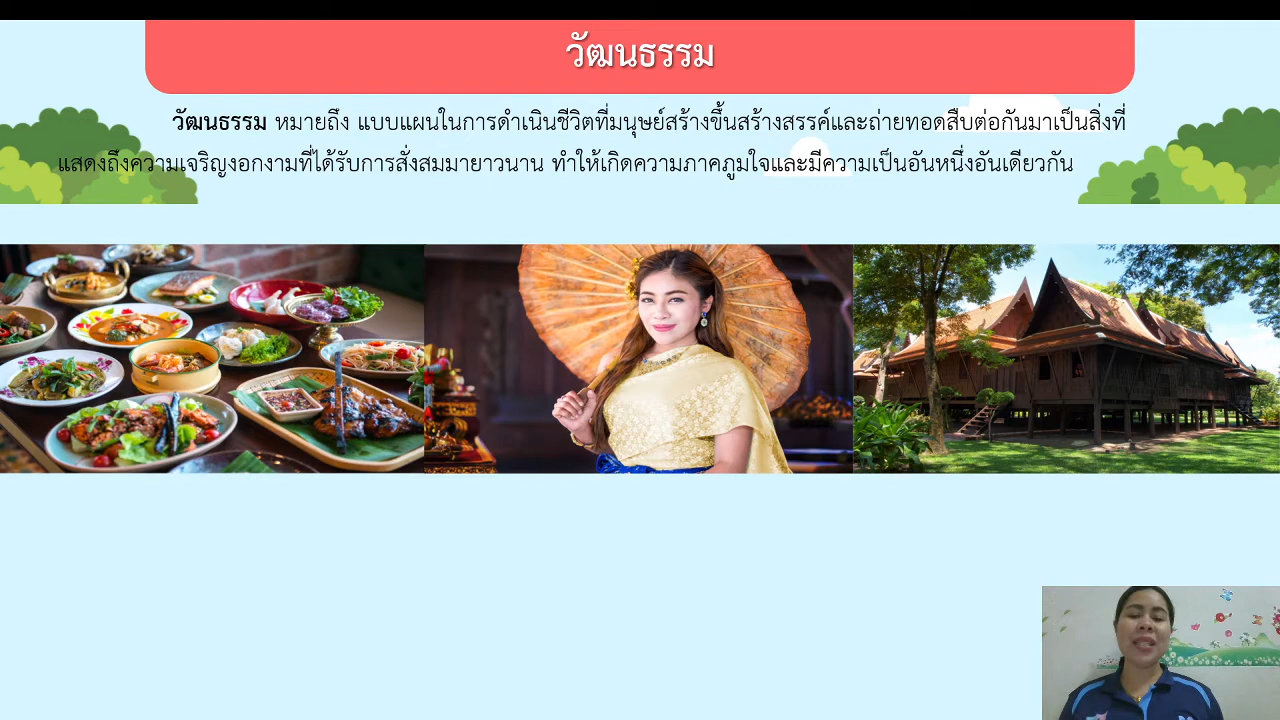 วัฒนธรรม
วัฒนธรรม หมายถึง แบบแผนในการดำเนินชีวิตที่มนุษย์สร้างขึ้นสร้างสรรค์และถ่ายทอดสืบต่อกันมาเป็นสิ่งที่
แสดงถึงความเจริญงอกงามที่ได้รับการสั่งสมมายาวนาน ทำให้เกิดความภาคภูมใจและมีความเป็นอันหนึ่งอันเดียวกัน